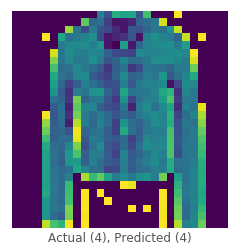 Actual (4), Predicted (4)